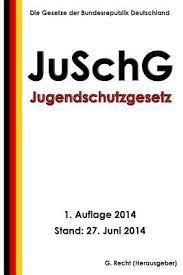 Die Gesetze der Bundesrepublik Deutschland
JuSchG
Jugendschutzgesetz
1. Auflage 2014
Stand: 27. Juni 2014
G. Recht (Herausgeber)